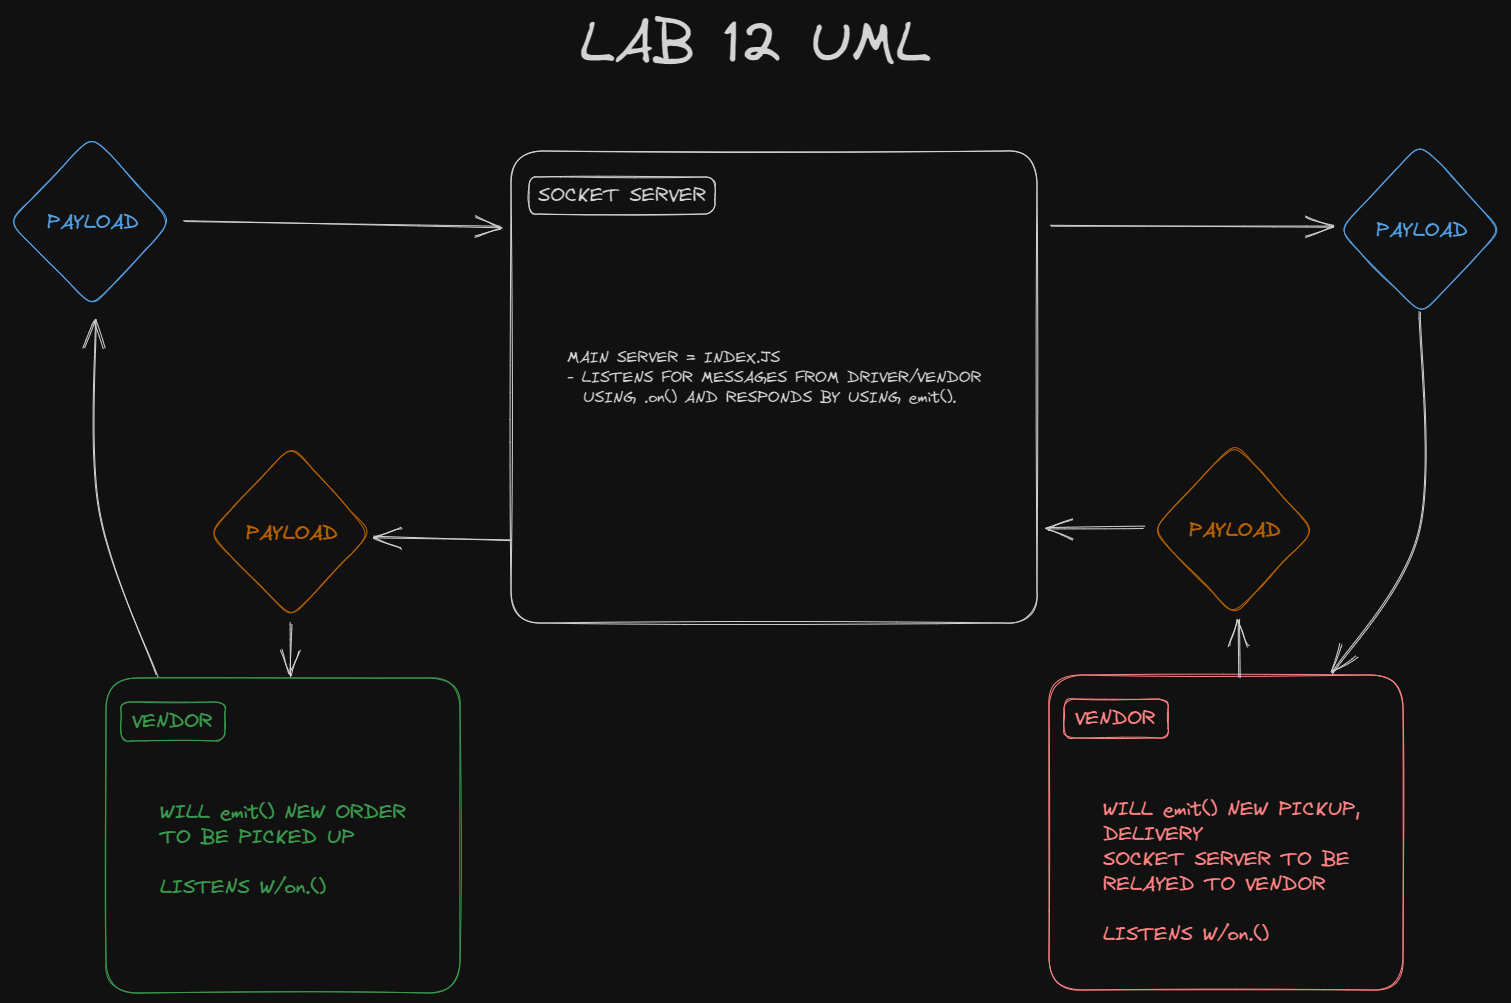 LAB 12 UML
PAYLOAD
SOCKET SERVER
PAYLOAD
MAIN SERVER = INDEX.JS
- LISTENS FOR MESSAGES FROM DRIVER/VENDOR
USING .on() AND RESPONDS BY USING emit().
PAYLOAD
PAYLOAD
VENDOR
WILL emit() NEW ORDER
TO BE PICKED UP
LISTENS W/on.()
VENDOR
WILL emit() NEW PICKUP,
DELIVERY
SOCKET SERVER TO BE
RELAYED TO VENDOR
LISTENS W/on.()